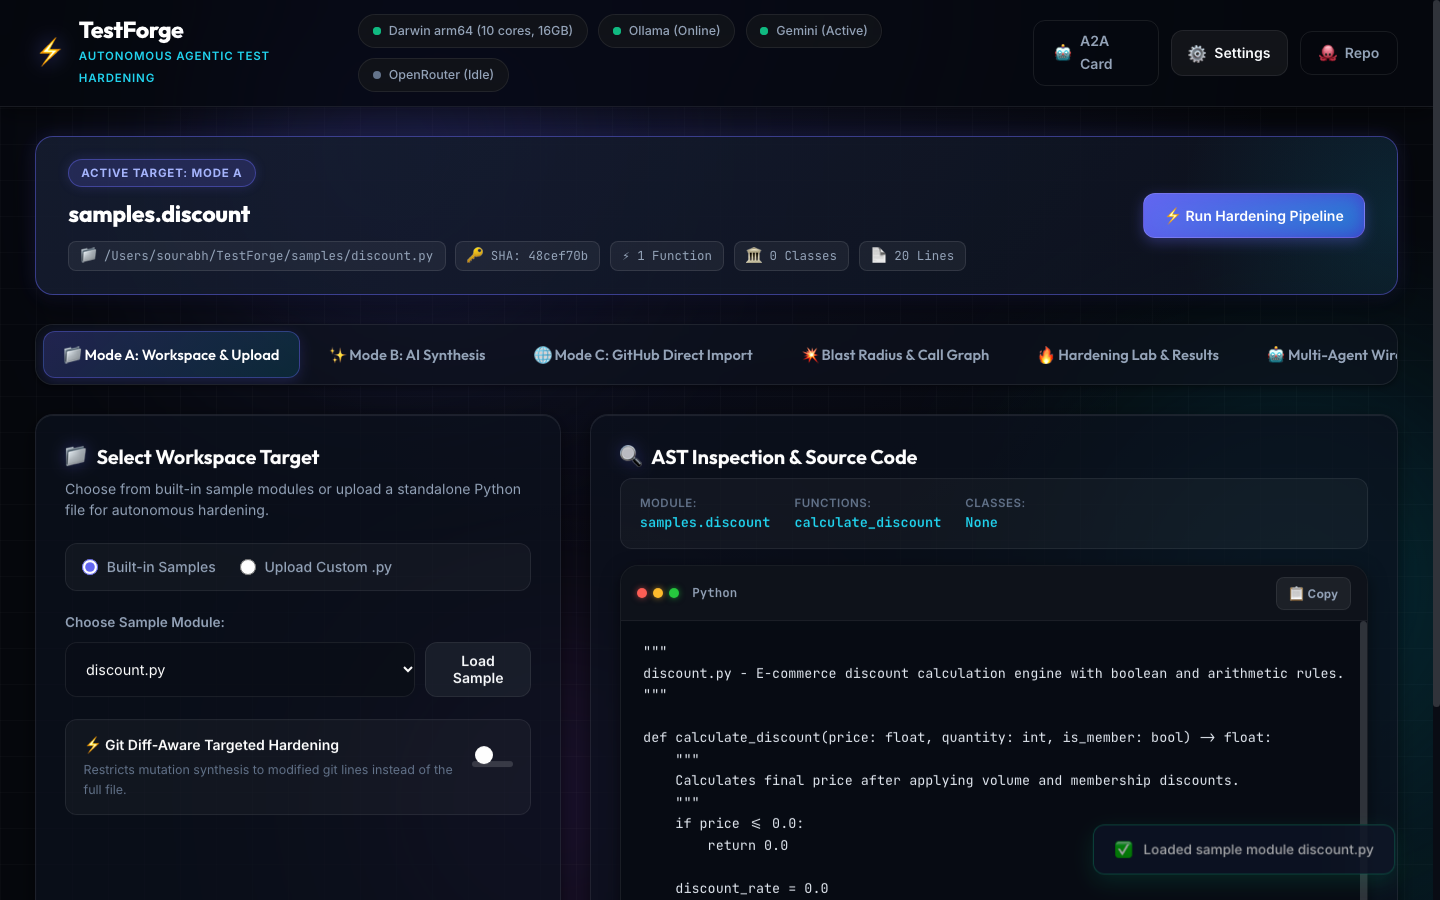 TestForge
AUTONOMOUS AGENTIC TEST
HARDENING
Darwin arm64 (10 cores, 16GB)
Ollama (Online)
Gemini (Active)
OpenRouter (Idle)
A2A
Card
Settings
Repo
ACTIVE TARGET: MODE A
samples.discount
/Users/sourabh/TestForge/samples/discount.py
SHA: 48cef70b
⚡ 1 Function
0 Classes
20 Lines
Run Hardening Pipeline
Mode A: Workspace & Upload
Mode B: AI Synthesis
Mode C: GitHub Direct Import
Blast Radius & Call Graph
Hardening Lab & Results
Multi-Agent Wir
Select Workspace Target
Choose from built-in sample modules or upload a standalone Python
file for autonomous hardening.
Built-in Samples
Upload Custom .py
Choose Sample Module:
discount.py
Load
Sample
Git Diff-Aware Targeted Hardening
Restricts mutation synthesis to modified git lines instead of the
full file.
AST Inspection & Source Code
MODULE:
samples.discount
FUNCTIONS:
calculate_discount
CLASSES:
None
Python
Copy
"""
discount.py - E-commerce discount calculation engine with boolean and arithmetic rules.
"""
def calculate_discount(price: float, quantity: int, is_member: bool) -> float:
"""
Calculates final price after applying volume and membership discounts.
"""
if price <= 0.0:
return 0.0
discount_rate = 0.0
Loaded sample module discount.py